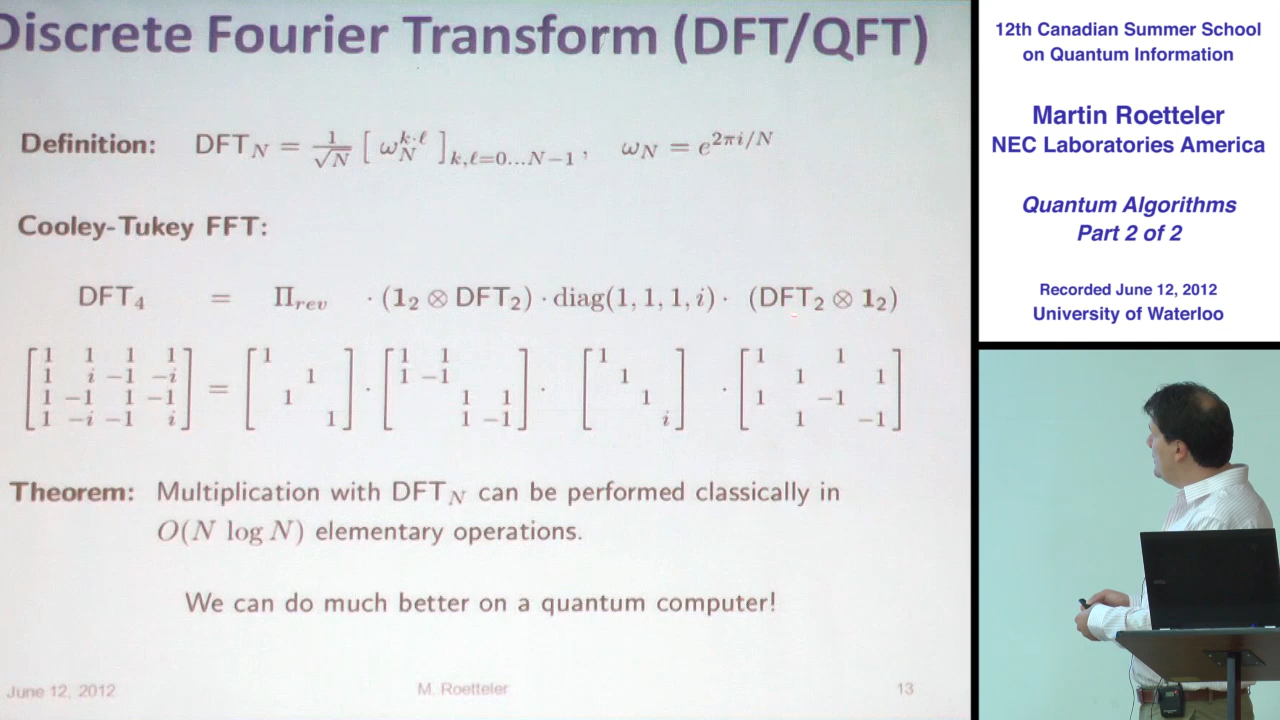 Discrete Fourier Transform (DFT/QFT)
Definition: DFT_N = 1/√N [ ω_N^{k·ℓ} ]_{k,ℓ=0...N−1} , ω_N = e^{2πi/N}
Cooley-Tukey FFT:
DFT₄ = Π_rev · (1₂ ⊗ DFT₂) · diag(1, 1, 1, i) · (DFT₂ ⊗ 1₂)
[1 1 1 1; 1 i −1 −i; 1 −1 1 −1; 1 −i −1 i] = [1; 1; 1; 1] · [1 1; 1 −1; 1 1; 1 −1] · [1; 1; 1; i] · [1 1; 1 1; 1 −1; 1 −1]
Theorem: Multiplication with DFT_N can be performed classically in
O(N log N) elementary operations.
We can do much better on a quantum computer!
June 12, 2012 M. Roetteler 13
12th Canadian Summer School
on Quantum Information
Martin Roetteler
NEC Laboratories America
Quantum Algorithms
Part 2 of 2
Recorded June 12, 2012
University of Waterloo